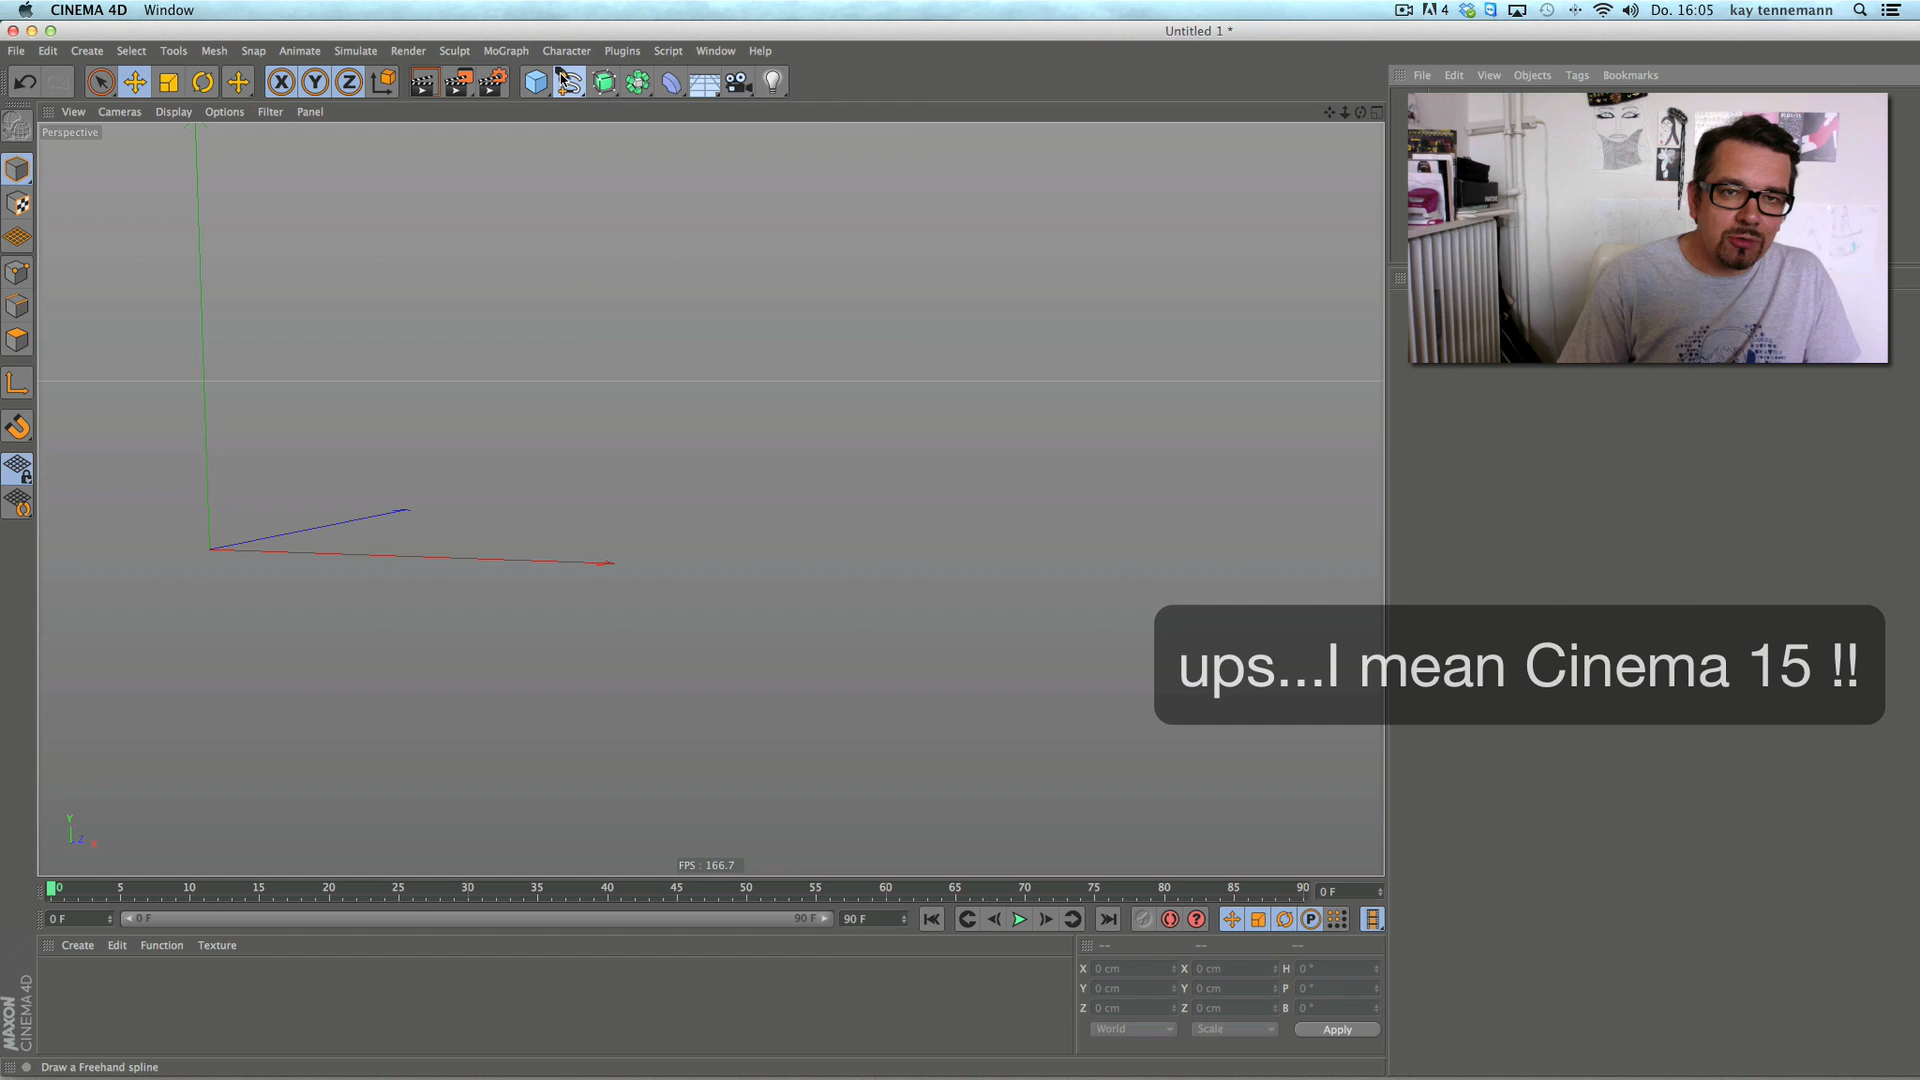 CINEMA 4D Window
4 Do. 16:05 kay tennemann
Untitled 1 *
File Edit Create Select Tools Mesh Snap Animate Simulate Render Sculpt MoGraph Character Plugins Script Window Help
X Y Z
File Edit View Objects Tags Bookmarks
View Cameras Display Options Filter Panel
Perspective
ups...I mean Cinema 15 !!
Y
Z
X
FPS : 166.7
0 5 10 15 20 25 30 35 40 45 50 55 60 65 70 75 80 85 90 0 F
0 F 0 F 90 F 90 F P
Create Edit Function Texture
-- -- --
X 0 cm X 0 cm H 0 °
Y 0 cm Y 0 cm P 0 °
Z 0 cm Z 0 cm B 0 °
World Scale Apply
MAXON
CINEMA 4D
Draw a Freehand spline